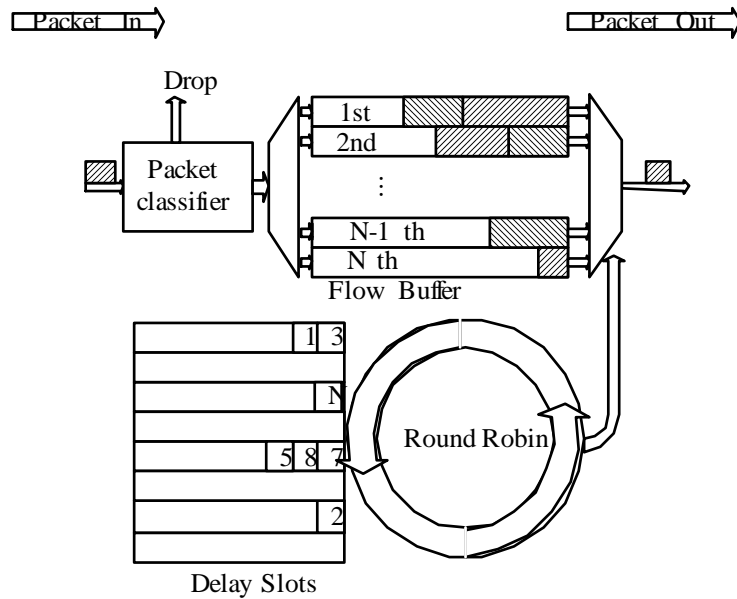 Packet In
Packet Out
Drop
Packet
classifier
1st
2nd
...
N-1 th
N th
Flow Buffer
1 3
N
5 8 7
2
Round Robin
Delay Slots